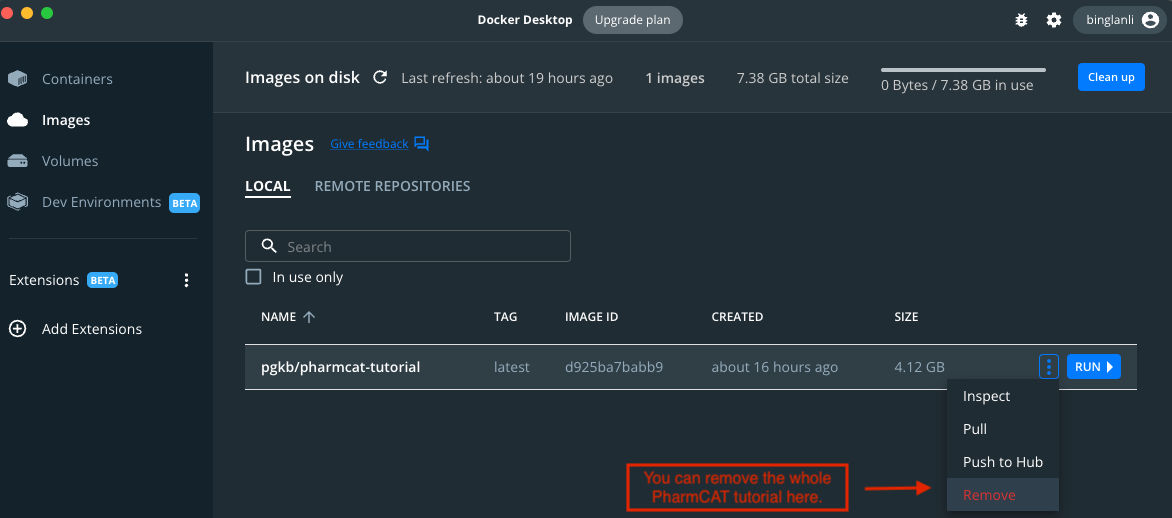 Docker Desktop
Upgrade plan
binglanli
Containers
Images
Volumes
Dev Environments BETA
Extensions BETA
Add Extensions
Images on disk
Last refresh: about 19 hours ago
1 images
7.38 GB total size
0 Bytes / 7.38 GB in use
Clean up
Images
Give feedback
LOCAL
REMOTE REPOSITORIES
Search
In use only
NAME TAG IMAGE ID CREATED SIZE
pgkb/pharmcat-tutorial latest d925ba7babb9 about 16 hours ago 4.12 GB RUN
Inspect
Pull
Push to Hub
Remove
You can remove the whole
PharmCAT tutorial here.